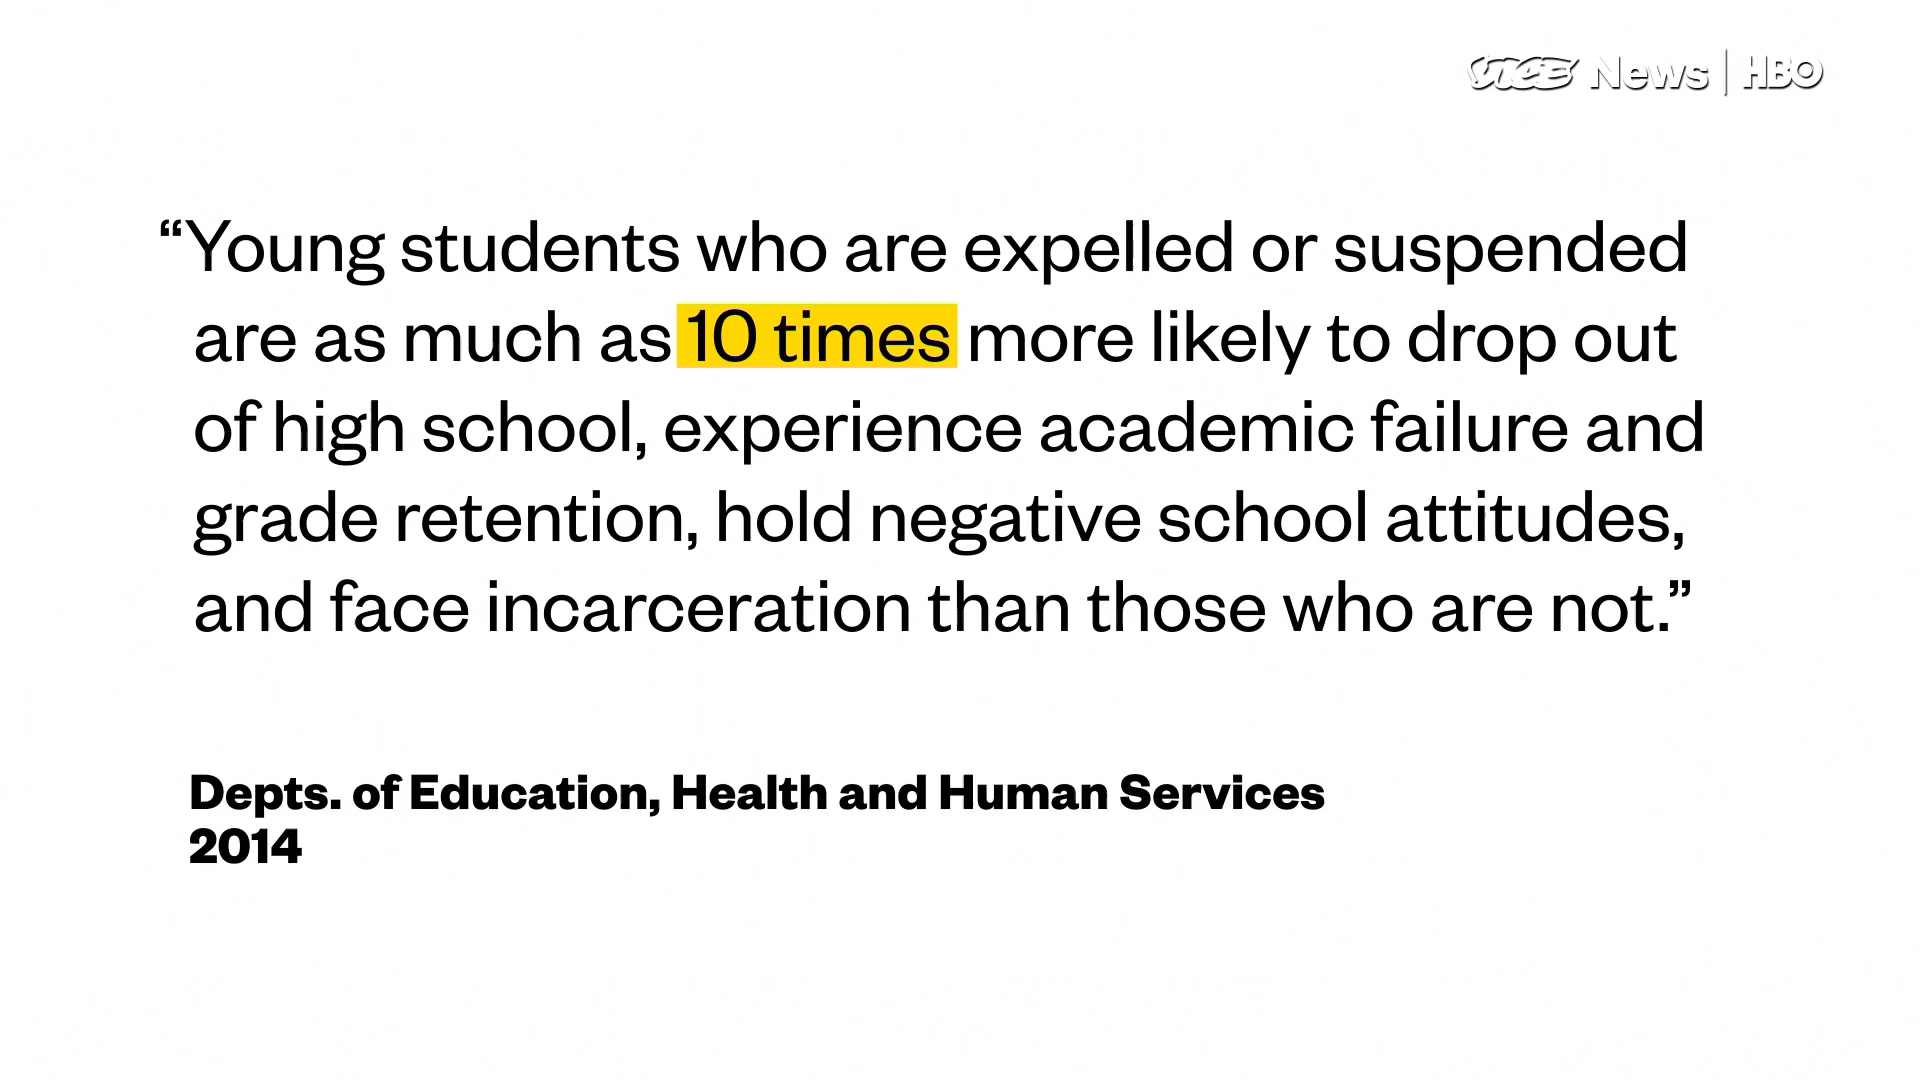 VICE News | HBO
“Young students who are expelled or suspended
are as much as 10 times more likely to drop out
of high school, experience academic failure and
grade retention, hold negative school attitudes,
and face incarceration than those who are not.”
Depts. of Education, Health and Human Services
2014